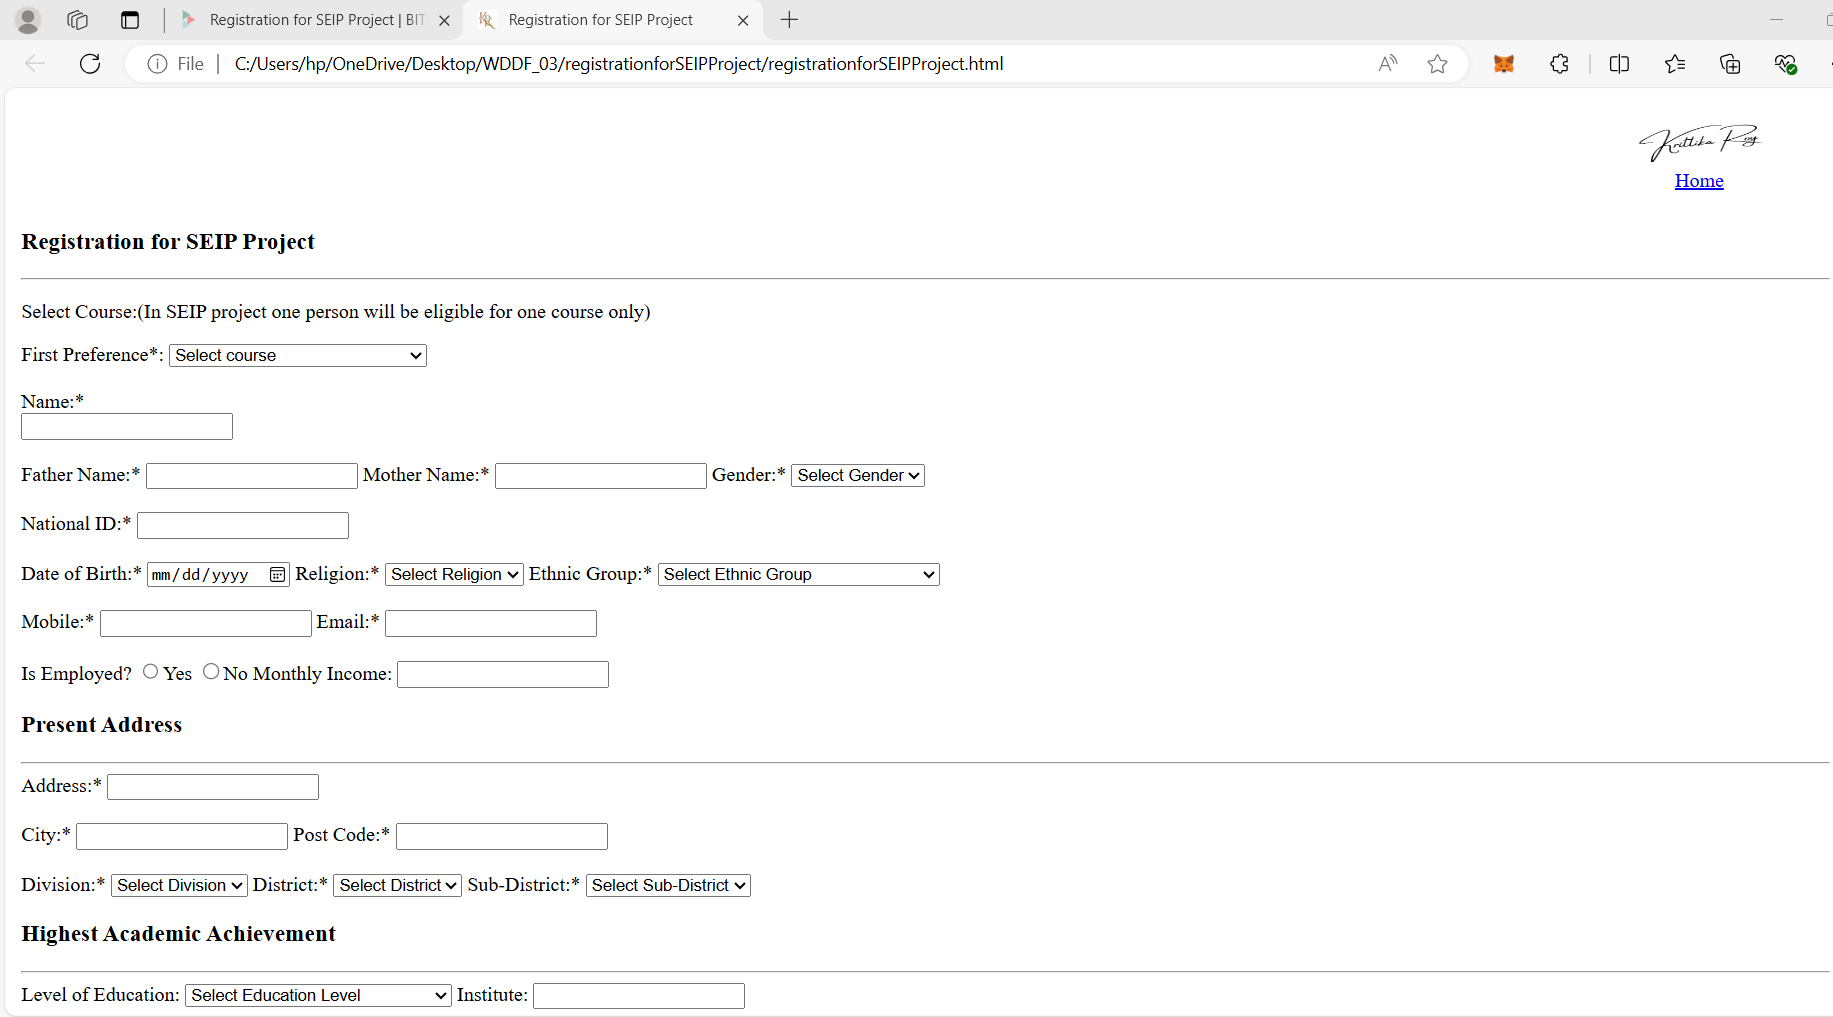 Registration for SEIP Project | BIT
Registration for SEIP Project
File
C:/Users/hp/OneDrive/Desktop/WDDF_03/registrationforSEIPProject/registrationforSEIPProject.html
Krittika Roy
Home
Registration for SEIP Project
Select Course:(In SEIP project one person will be eligible for one course only)
First Preference*: Select course
Name:*
Father Name:* Mother Name:* Gender:* Select Gender
National ID:*
Date of Birth:* mm/dd/yyyy Religion:* Select Religion Ethnic Group:* Select Ethnic Group
Mobile:* Email:*
Is Employed? Yes No Monthly Income:
Present Address
Address:*
City:* Post Code:*
Division:* Select Division District:* Select District Sub-District:* Select Sub-District
Highest Academic Achievement
Level of Education: Select Education Level Institute: